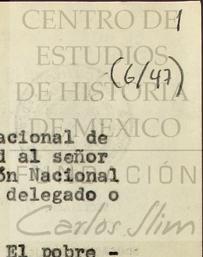 1
CENTRO DE
ESTUDIOS
(6/47)
DE HISTORIA
DE MEXICO
acional de
d al señor
ón Nacional
FUNDACIÓN
delegado o
Carlos Slim
El pobre -